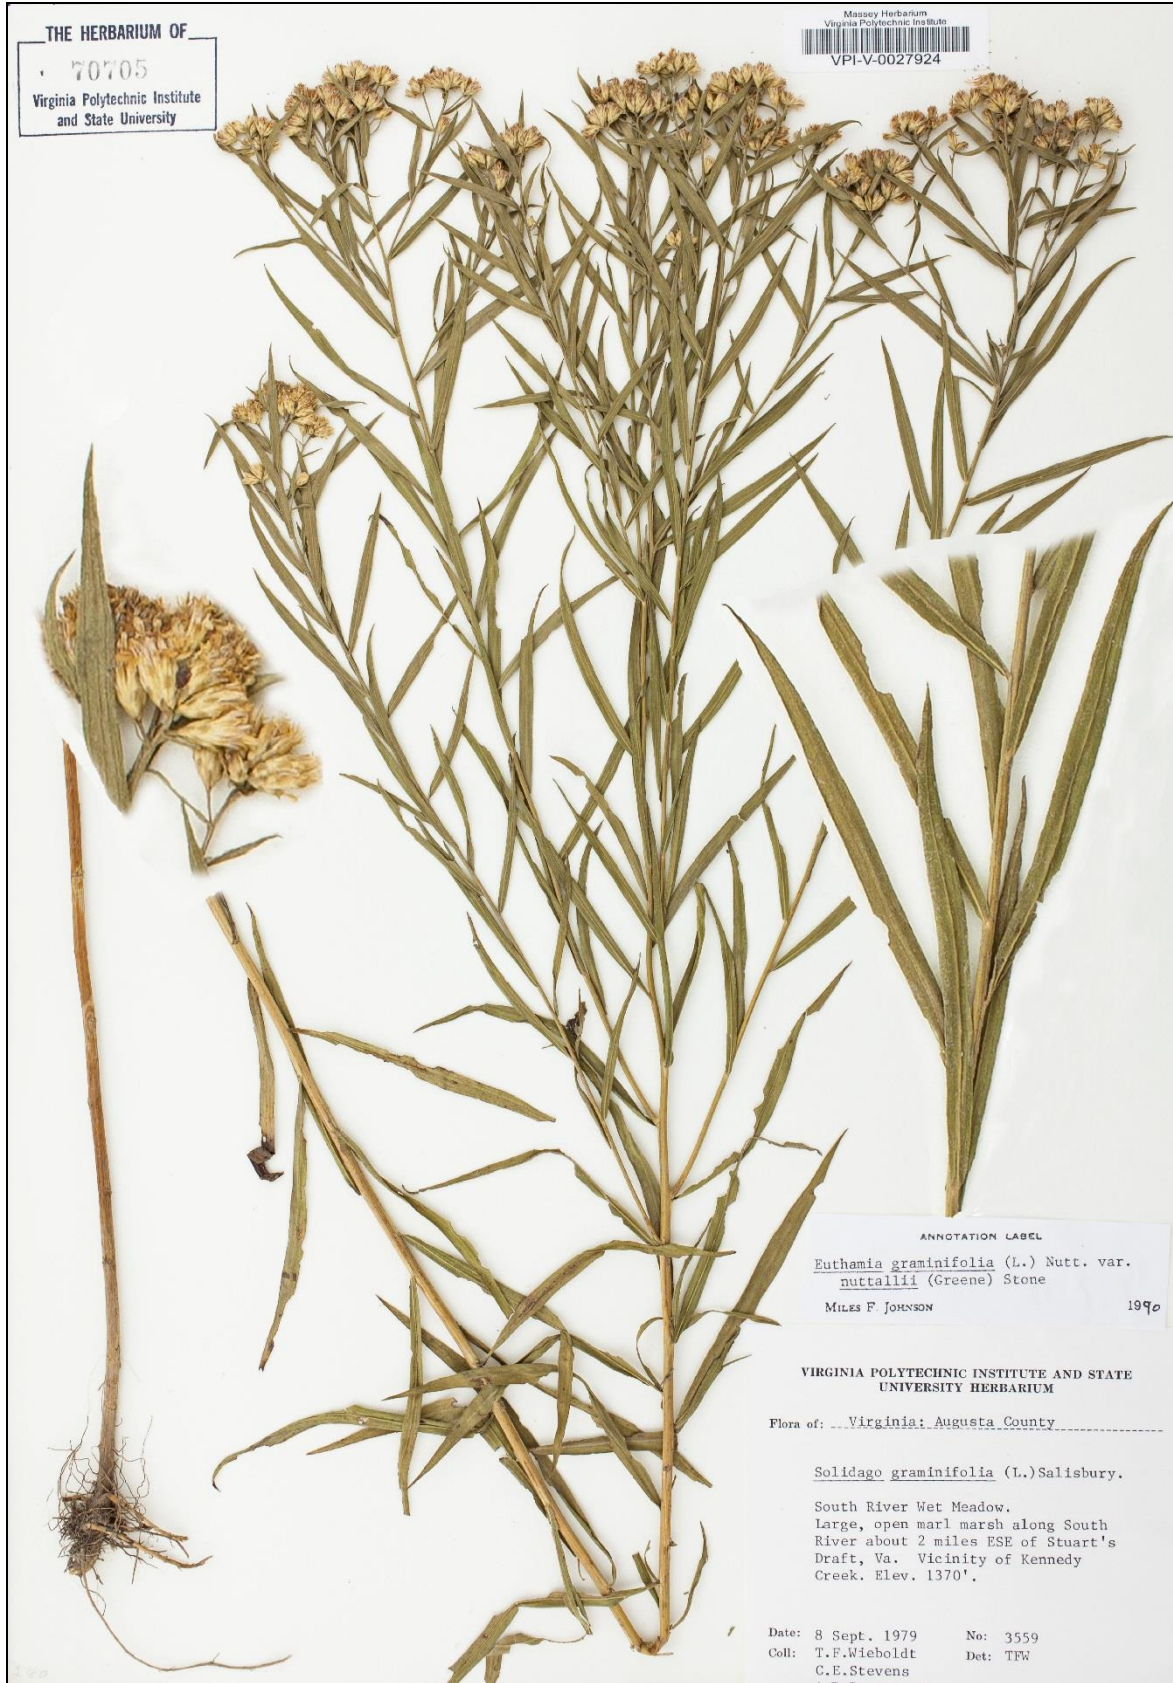 THE HERBARIUM OF
70705
Virginia Polytechnic Institute
and State University
Massey Herbarium
Virginia Polytechnic Institute
VPI-V-0027924
ANNOTATION LABEL
Euthamia graminifolia (L.) Nutt. var.
nuttallii (Greene) Stone
MILES F. JOHNSON 1990
VIRGINIA POLYTECHNIC INSTITUTE AND STATE
UNIVERSITY HERBARIUM
Flora of: Virginia: Augusta County
Solidago graminifolia (L.)Salisbury.
South River Wet Meadow.
Large, open marl marsh along South
River about 2 miles ESE of Stuart's
Draft, Va. Vicinity of Kennedy
Creek. Elev. 1370'.
Date: 8 Sept. 1979 No: 3559
Coll: T.F.Wieboldt Det: TFW
C.E.Stevens